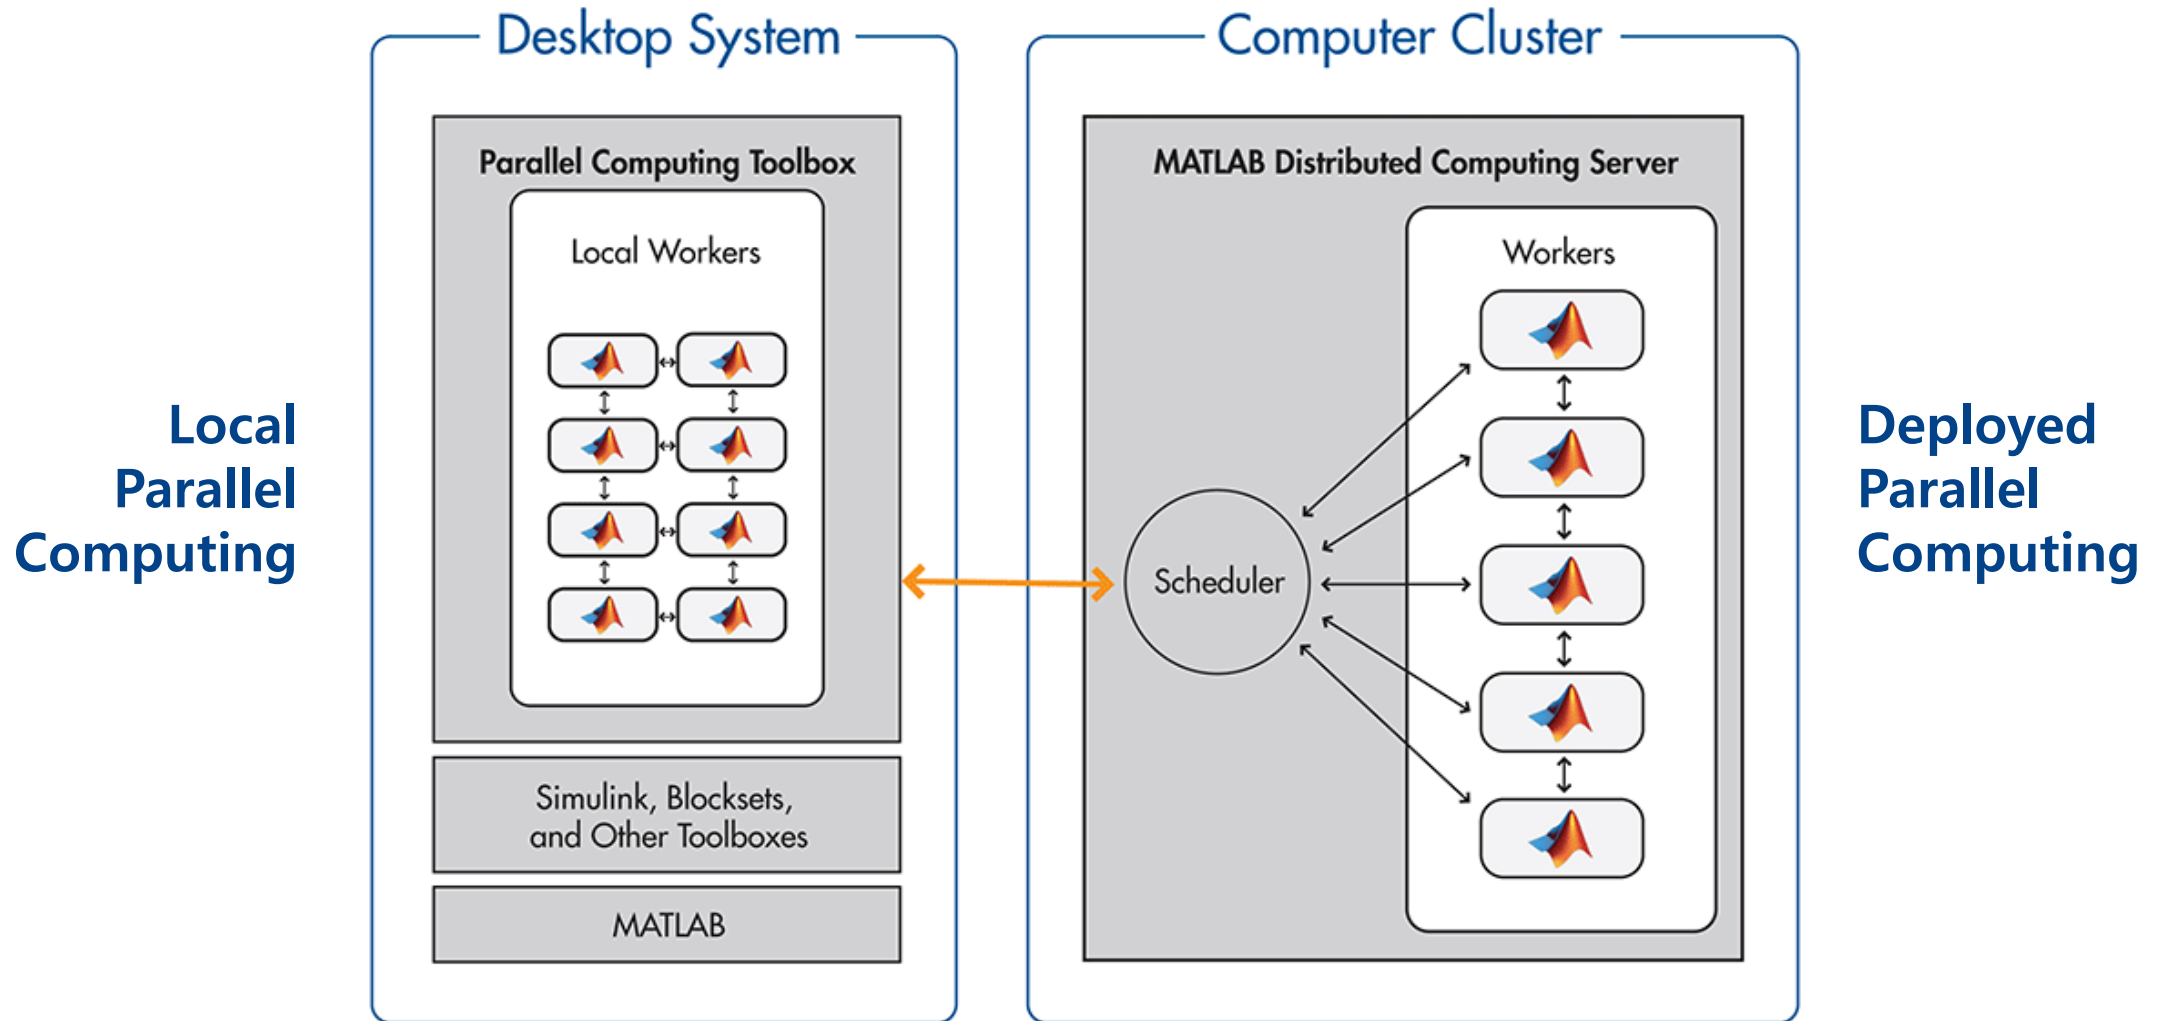 Desktop System
Computer Cluster
Parallel Computing Toolbox
Local Workers
Simulink, Blocksets,
and Other Toolboxes
MATLAB
MATLAB Distributed Computing Server
Workers
Scheduler
Local
Parallel
Computing
Deployed
Parallel
Computing